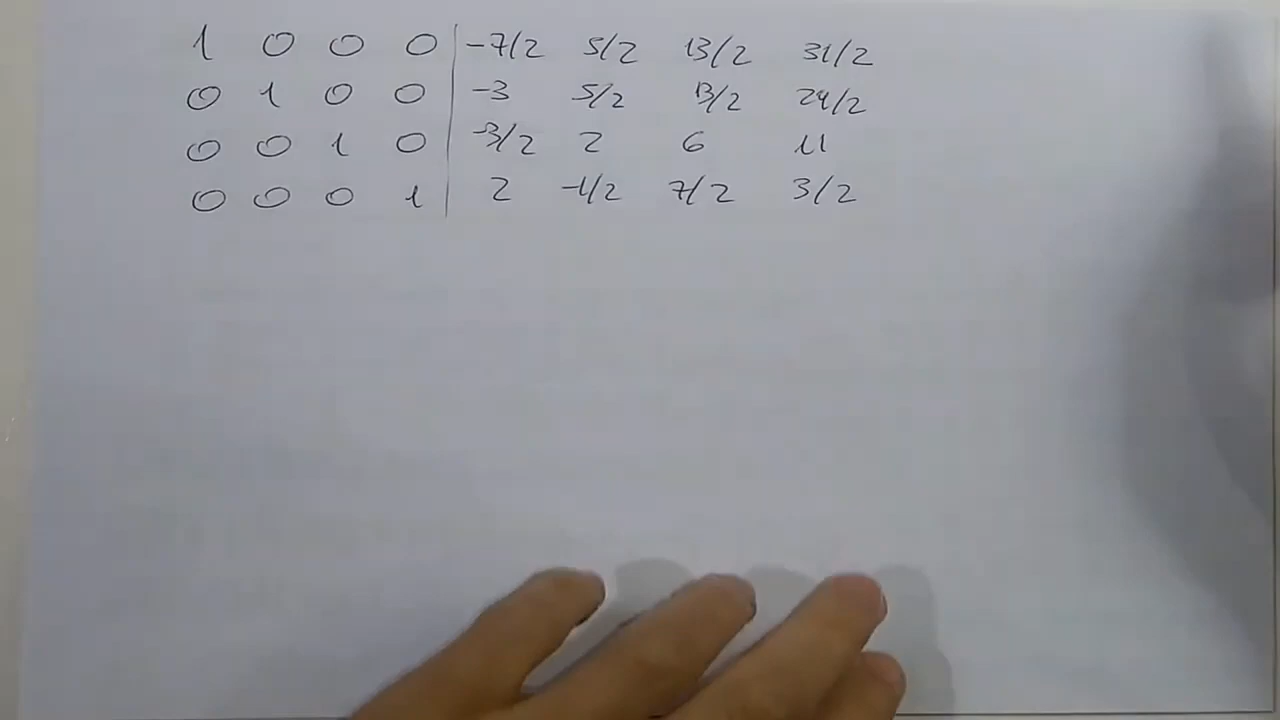 1 0 0 0 | -7/2 5/2 13/2 31/2
0 1 0 0 | -3 5/2 13/2 29/2
0 0 1 0 | -3/2 2 6 11
0 0 0 1 | 2 -1/2 7/2 3/2